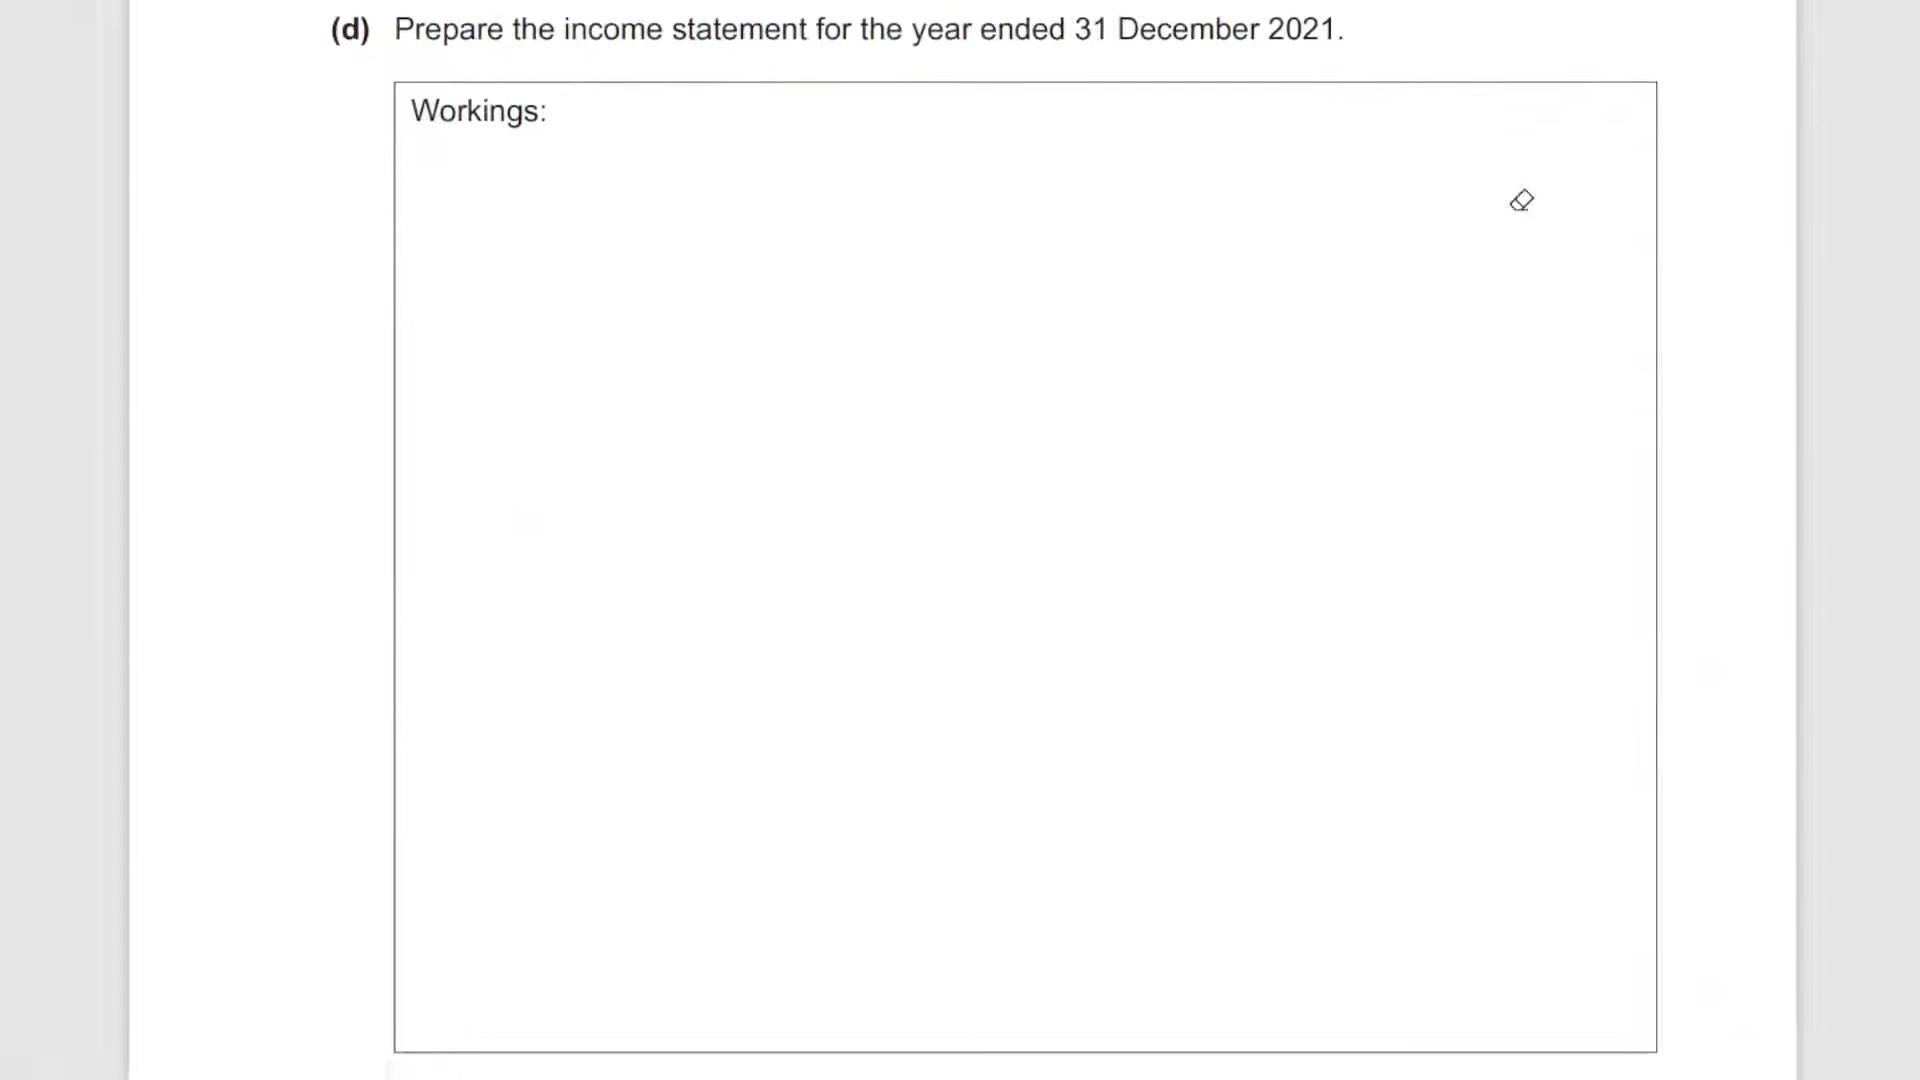 (d) Prepare the income statement for the year ended 31 December 2021.
Workings: